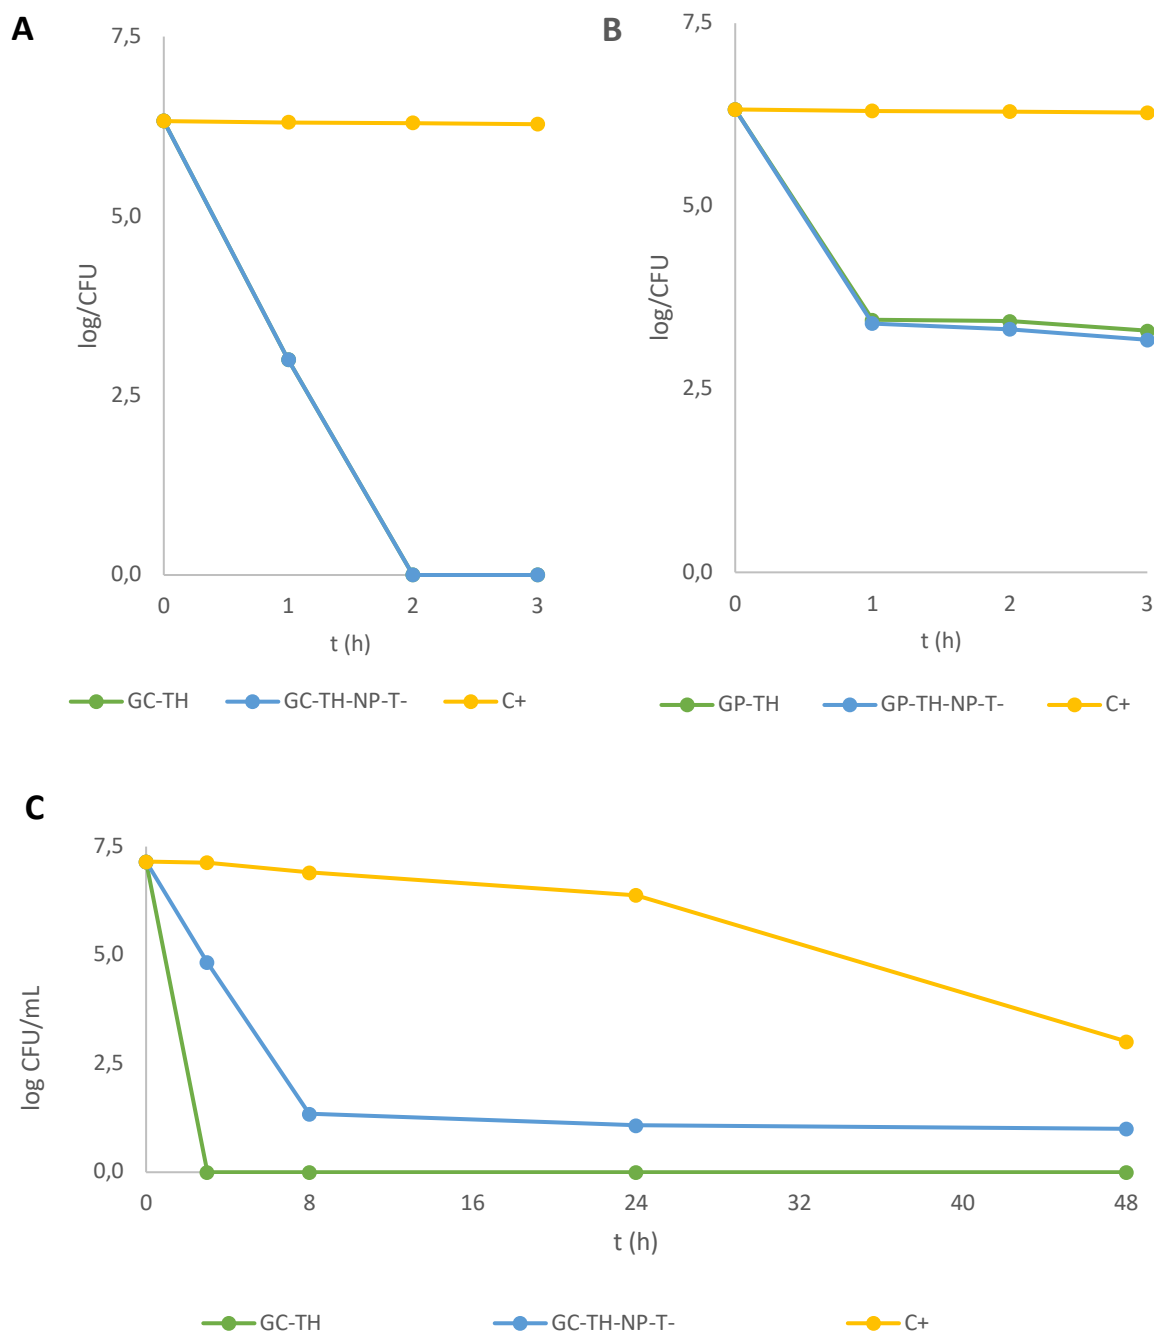 A
7,5
5,0
2,5
0,0
log/CFU
0 1 2 3
t (h)
GC-TH GC-TH-NP-T- C+
B
7,5
5,0
2,5
0,0
log/CFU
0 1 2 3
t (h)
GP-TH GP-TH-NP-T- C+
C
7,5
5,0
2,5
0,0
log CFU/mL
0 8 16 24 32 40 48
t (h)
GC-TH GC-TH-NP-T- C+